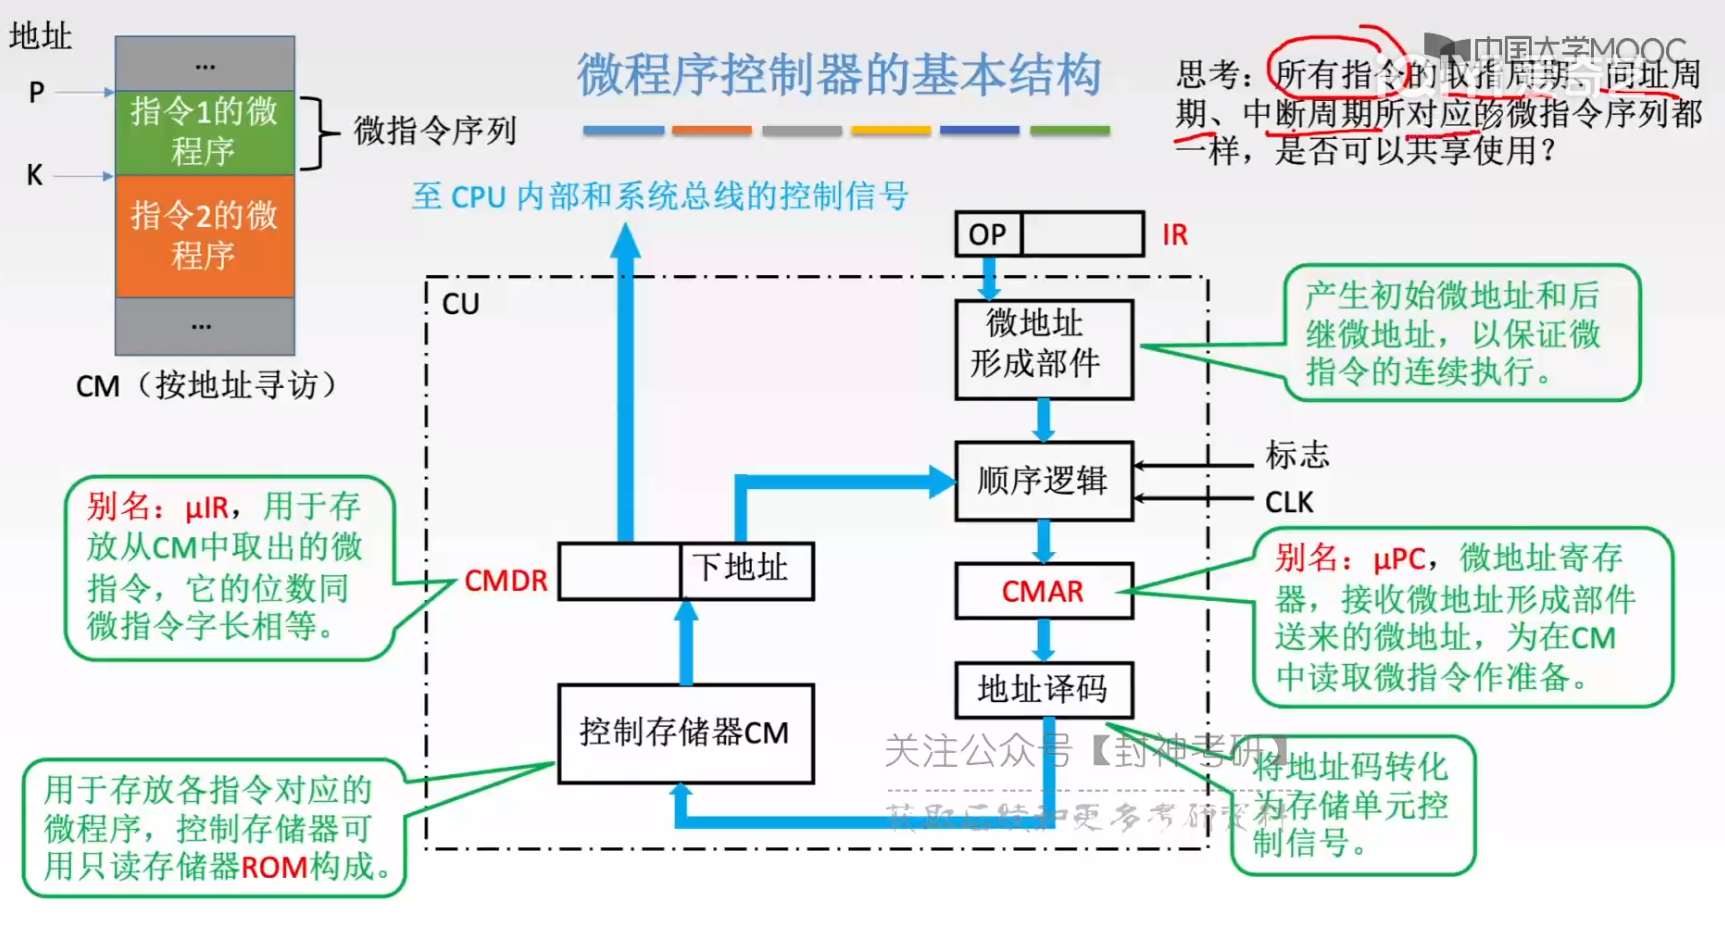 地址
P
K
...
指令1的微
程序
指令2的微
程序
...
微指令序列
CM（按地址寻访）
微程序控制器的基本结构
中国大学MOOC
思考：所有指令的取指周期、间址周
期、中断周期所对应的微指令序列都
一样，是否可以共享使用？
至 CPU 内部和系统总线的控制信号
OP
IR
CU
微地址
形成部件
产生初始微地址和后
继微地址，以保证微
指令的连续执行。
顺序逻辑
标志
CLK
别名：μIR，用于存
放从CM中取出的微
指令，它的位数同
微指令字长相等。
CMDR
下地址
CMAR
别名：μPC，微地址寄存
器，接收微地址形成部件
送来的微地址，为在CM
中读取微指令作准备。
地址译码
控制存储器CM
关注公众号【封神考研】
将地址码转化
为存储单元控
制信号。
用于存放各指令对应的
微程序，控制存储器可
用只读存储器ROM构成。